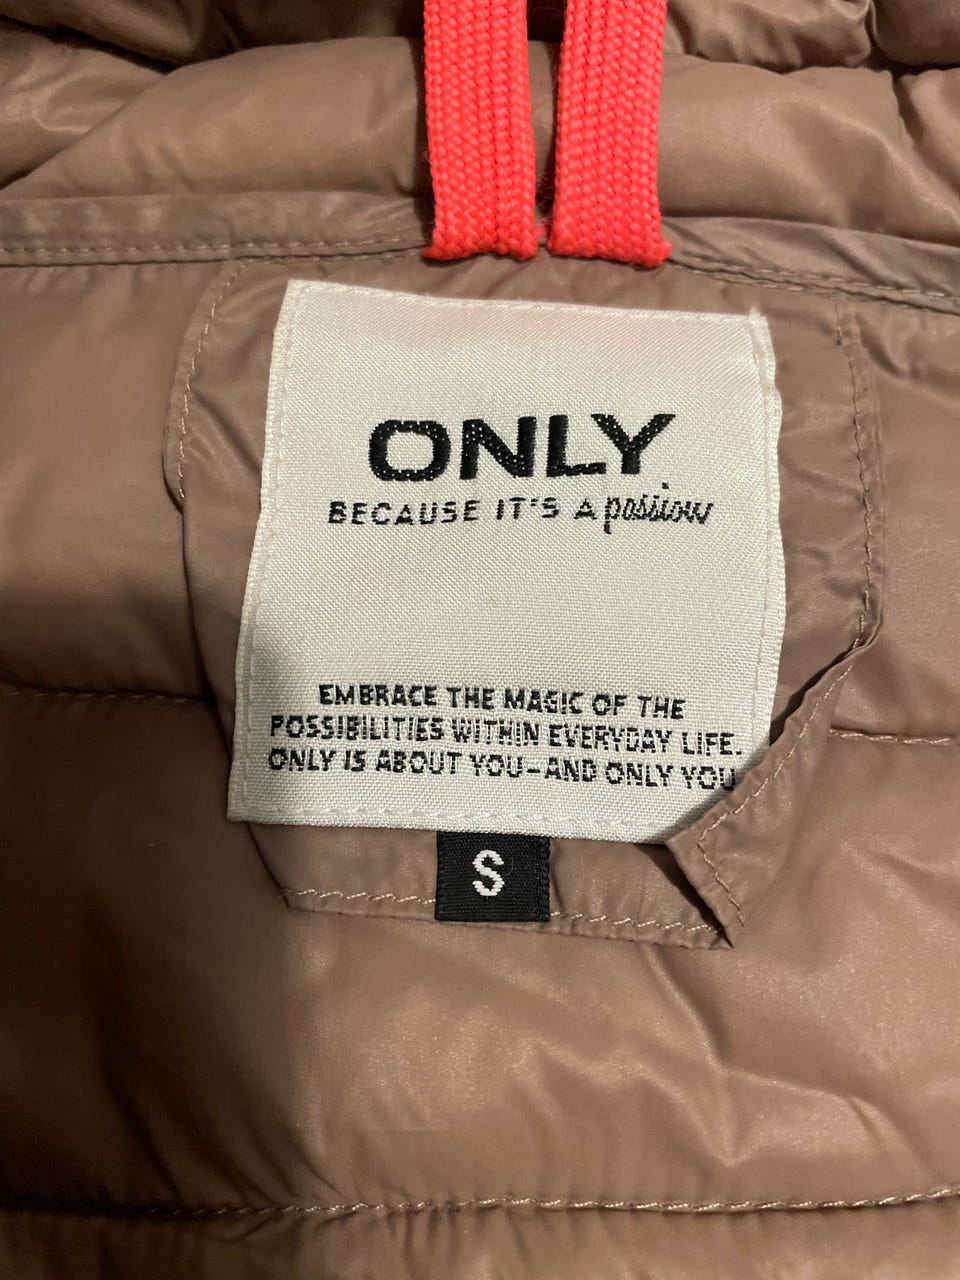 ONLY
BECAUSE IT'S A passion
EMBRACE THE MAGIC OF THE
POSSIBILITIES WITHIN EVERYDAY LIFE.
ONLY IS ABOUT YOU–AND ONLY YOU
S